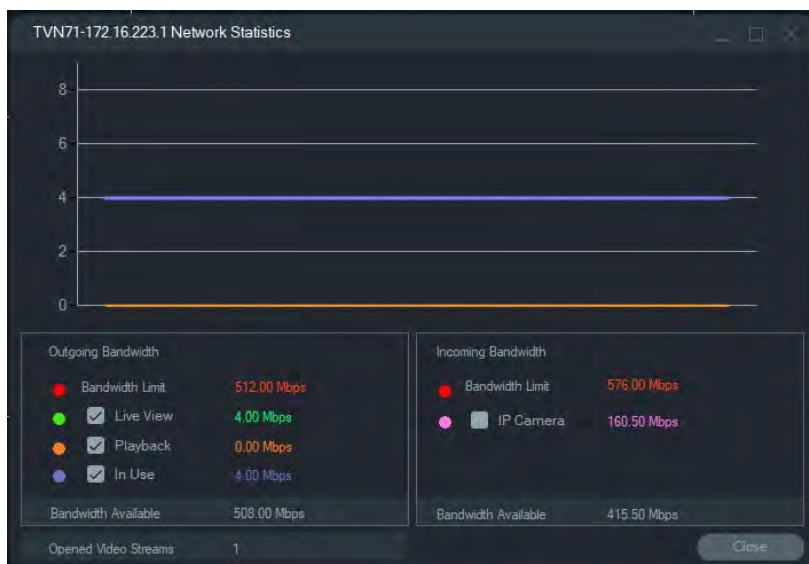 TVN71-172.16.223.1 Network Statistics
8
6
4
2
0
Outgoing Bandwidth
Bandwidth Limit 512.00 Mbps
Live View 4.00 Mbps
Playback 0.00 Mbps
In Use 4.00 Mbps
Bandwidth Available 508.00 Mbps
Opened Video Streams 1
Incoming Bandwidth
Bandwidth Limit 576.00 Mbps
IP Camera 160.50 Mbps
Bandwidth Available 415.50 Mbps
Close